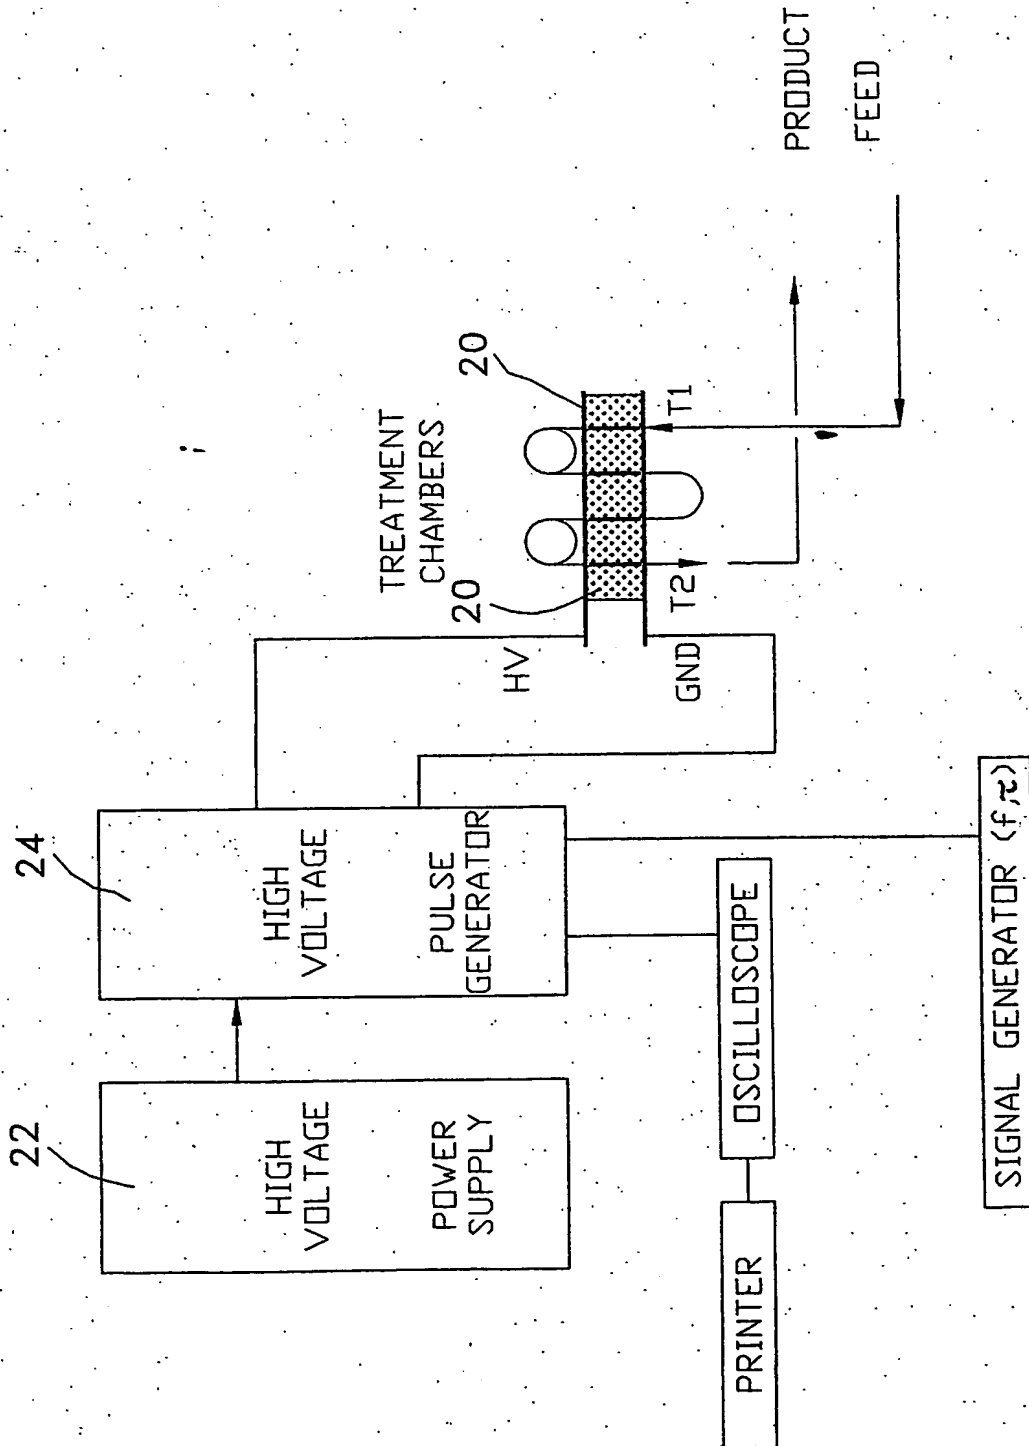 22
HIGH
VOLTAGE
POWER
SUPPLY
24
HIGH
VOLTAGE
PULSE
GENERATOR
TREATMENT
CHAMBERS
20
20
HV
GND
T2
T1
PRODUCT
FEED
PRINTER
OSCILLOSCOPE
SIGNAL GENERATOR (f,τ)